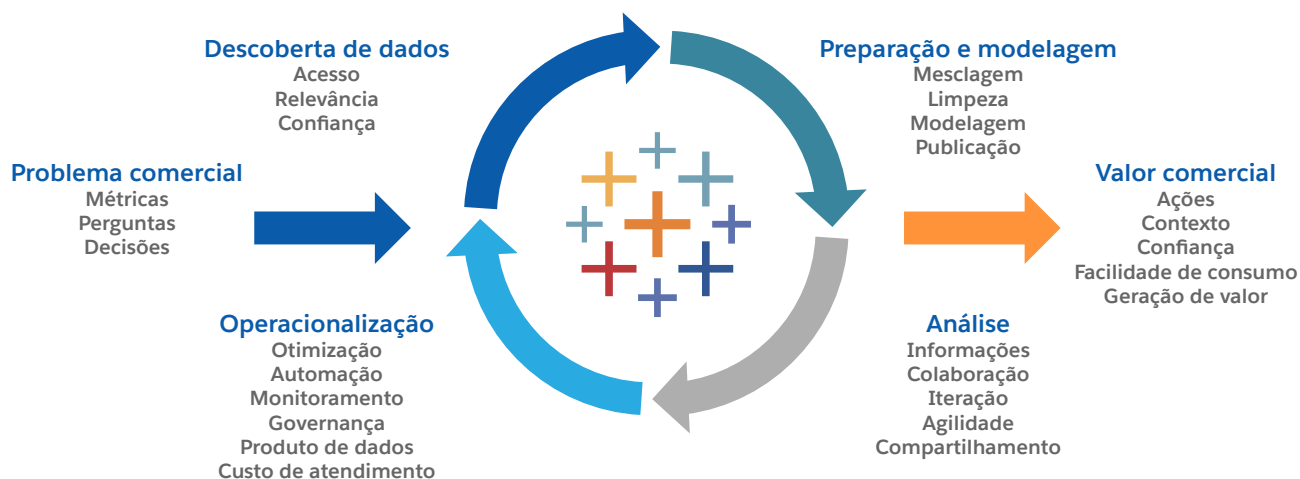 Descoberta de dados
Acesso
Relevância
Confiança
Preparação e modelagem
Mesclagem
Limpeza
Modelagem
Publicação
Problema comercial
Métricas
Perguntas
Decisões
Valor comercial
Ações
Contexto
Confiança
Facilidade de consumo
Geração de valor
Operacionalização
Otimização
Automação
Monitoramento
Governança
Produto de dados
Custo de atendimento
Análise
Informações
Colaboração
Iteração
Agilidade
Compartilhamento